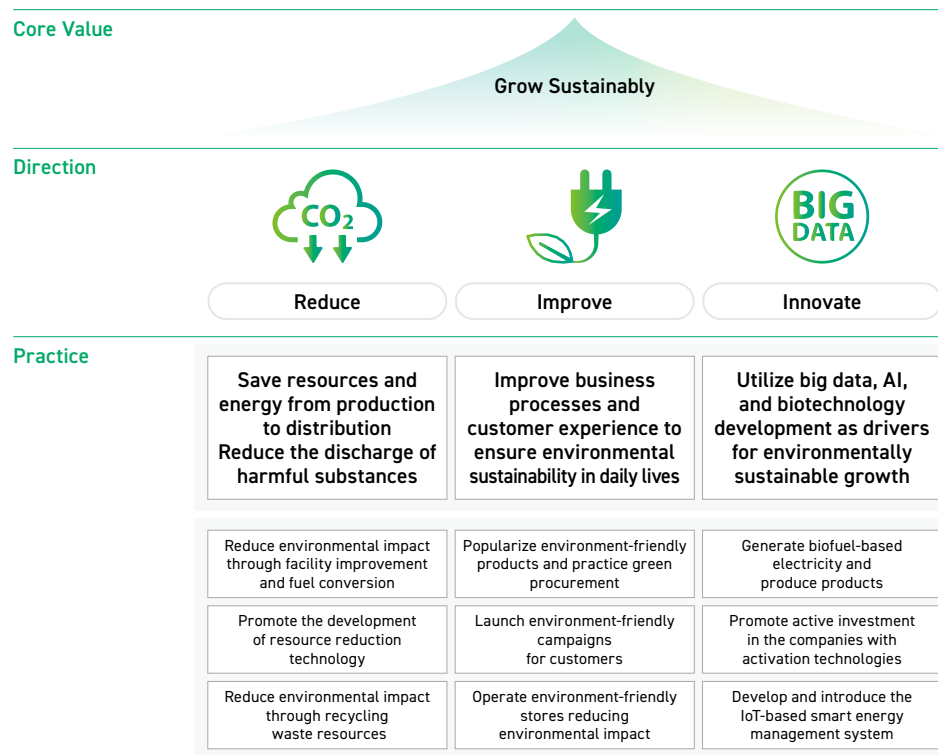 Core Value
Grow Sustainably
Direction
CO2
BIG
DATA
Reduce
Improve
Innovate
Practice
Save resources and
energy from production
to distribution
Reduce the discharge of
harmful substances
Improve business
processes and
customer experience to
ensure environmental
sustainability in daily lives
Utilize big data, AI,
and biotechnology
development as drivers
for environmentally
sustainable growth
Reduce environmental impact
through facility improvement
and fuel conversion
Popularize environment-friendly
products and practice green
procurement
Generate biofuel-based
electricity and
produce products
Promote the development
of resource reduction
technology
Launch environment-friendly
campaigns
for customers
Promote active investment
in the companies with
activation technologies
Reduce environmental impact
through recycling
waste resources
Operate environment-friendly
stores reducing
environmental impact
Develop and introduce the
IoT-based smart energy
management system